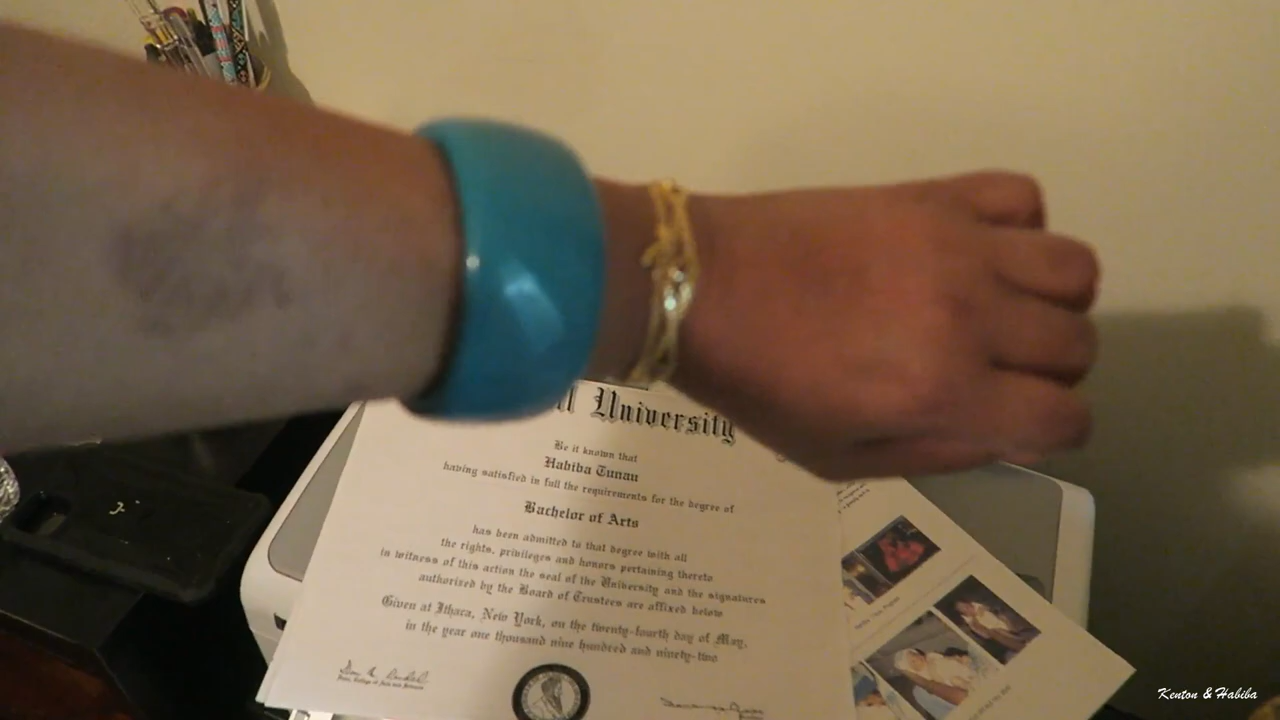 University
Be it known that
Habiba Tunau
having satisfied in full the requirements for the degree of
Bachelor of Arts
has been admitted to that degree with all
the rights, privileges and honors pertaining thereto
in witness of this action the seal of the University and the signatures
authorized by the Board of Trustees are affixed below
Given at Ithaca, New York, on the twenty-fourth day of May,
in the year one thousand nine hundred and ninety-two
Kenton & Habiba